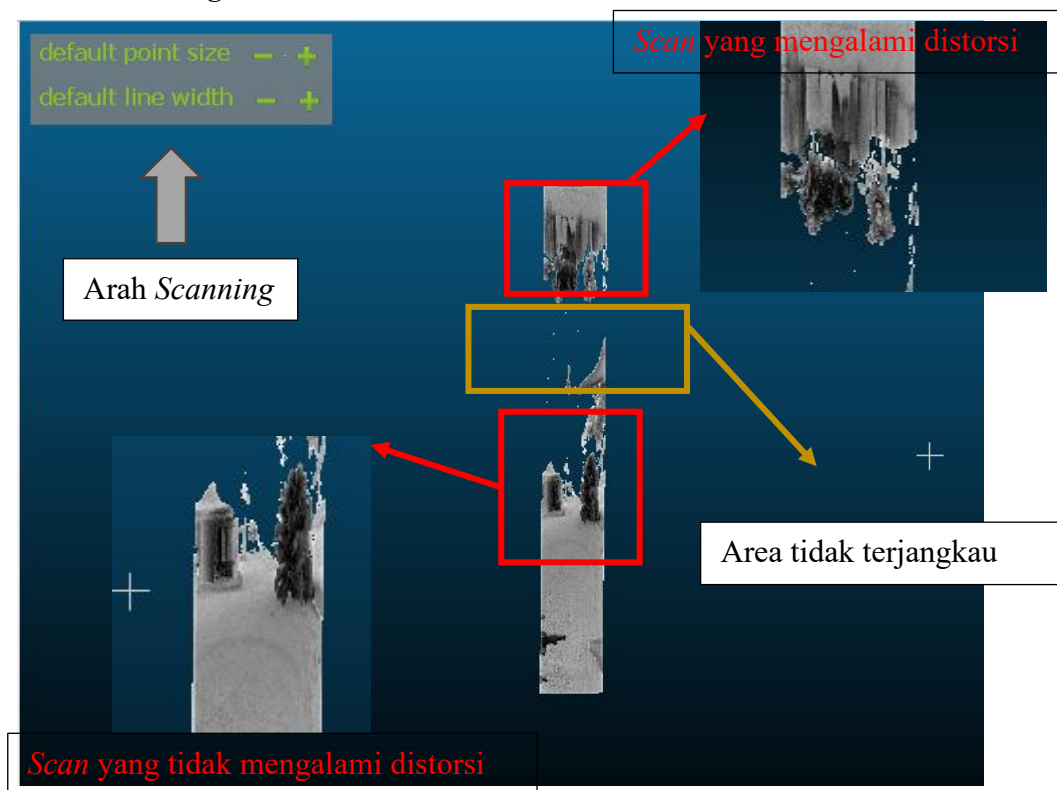 Scan yang mengalami distorsi
default point size - +
default line width - +
Arah Scanning
Area tidak terjangkau
Scan yang tidak mengalami distorsi